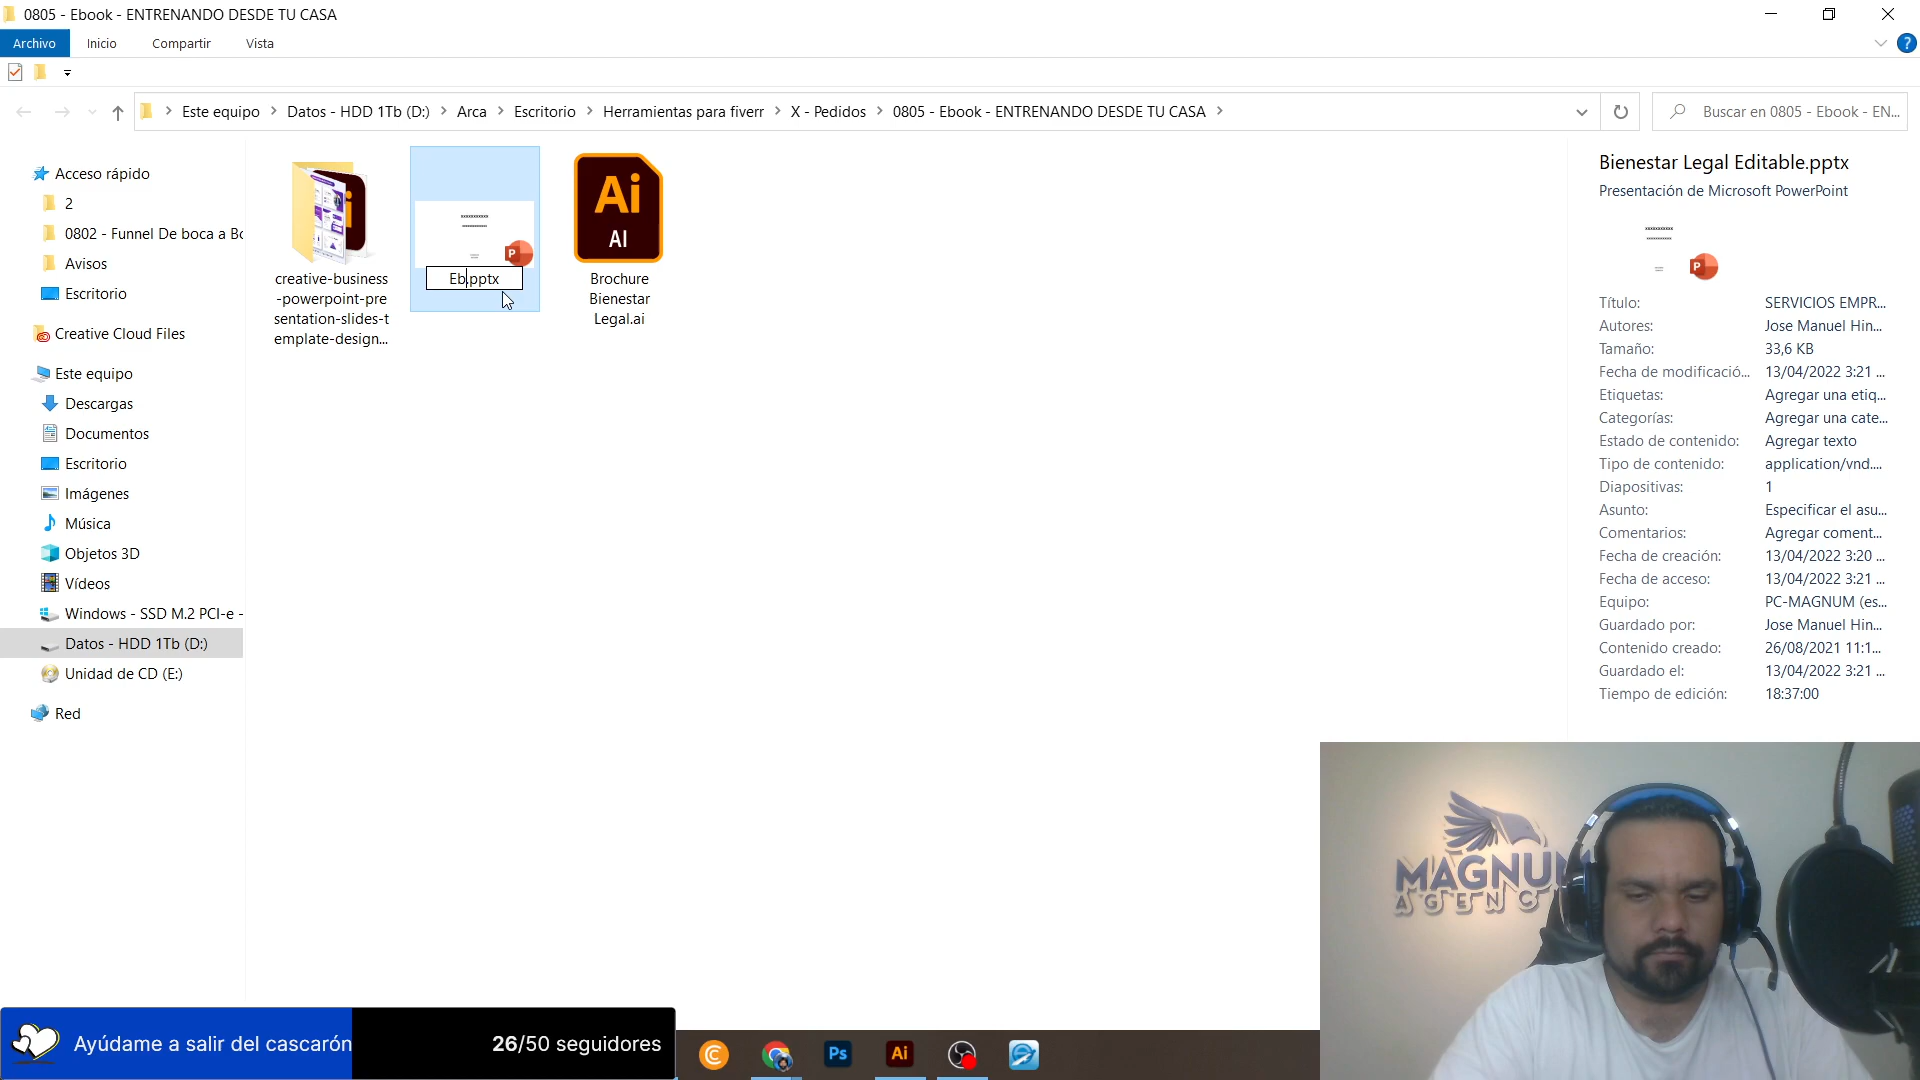 0805 - Ebook - ENTRENANDO DESDE TU CASA
Archivo
Inicio
Compartir
Vista
Este equipo
Datos - HDD 1Tb (D:)
Arca
Escritorio
Herramientas para fiverr
X - Pedidos
0805 - Ebook - ENTRENANDO DESDE TU CASA
Buscar en 0805 - Ebook - EN...
Acceso rápido
2
0802 - Funnel De boca a Bo
Avisos
Escritorio
Creative Cloud Files
Este equipo
Descargas
Documentos
Escritorio
Imágenes
Música
Objetos 3D
Vídeos
Windows - SSD M.2 PCI-e -
Datos - HDD 1Tb (D:)
Unidad de CD (E:)
Red
creative-business
-powerpoint-pre
sentation-slides-t
emplate-design...
P
Eb.pptx
Ai
AI
Brochure
Bienestar
Legal.ai
Bienestar Legal Editable.pptx
Presentación de Microsoft PowerPoint
P
Título: SERVICIOS EMPR...
Autores: Jose Manuel Hin...
Tamaño: 33,6 KB
Fecha de modificació... 13/04/2022 3:21 ...
Etiquetas: Agregar una etiq...
Categorías: Agregar una cate...
Estado de contenido: Agregar texto
Tipo de contenido: application/vnd....
Diapositivas: 1
Asunto: Especificar el asu...
Comentarios: Agregar coment...
Fecha de creación: 13/04/2022 3:20 ...
Fecha de acceso: 13/04/2022 3:21 ...
Equipo: PC-MAGNUM (es...
Guardado por: Jose Manuel Hin...
Contenido creado: 26/08/2021 11:1...
Guardado el: 13/04/2022 3:21 ...
Tiempo de edición: 18:37:00
MAGNUM
AGENC
Ayúdame a salir del cascarón
26/50 seguidores
Ps
Ai